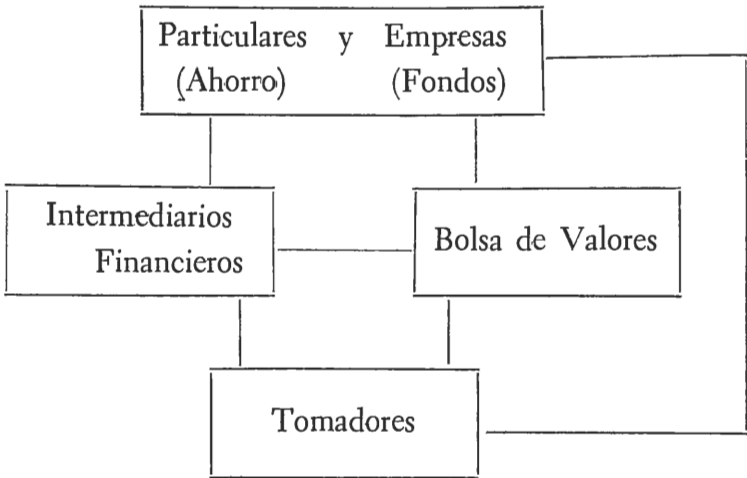 Particulares y Empresas
(Ahorro) (Fondos)
Intermediarios
Financieros
Bolsa de Valores
Tomadores